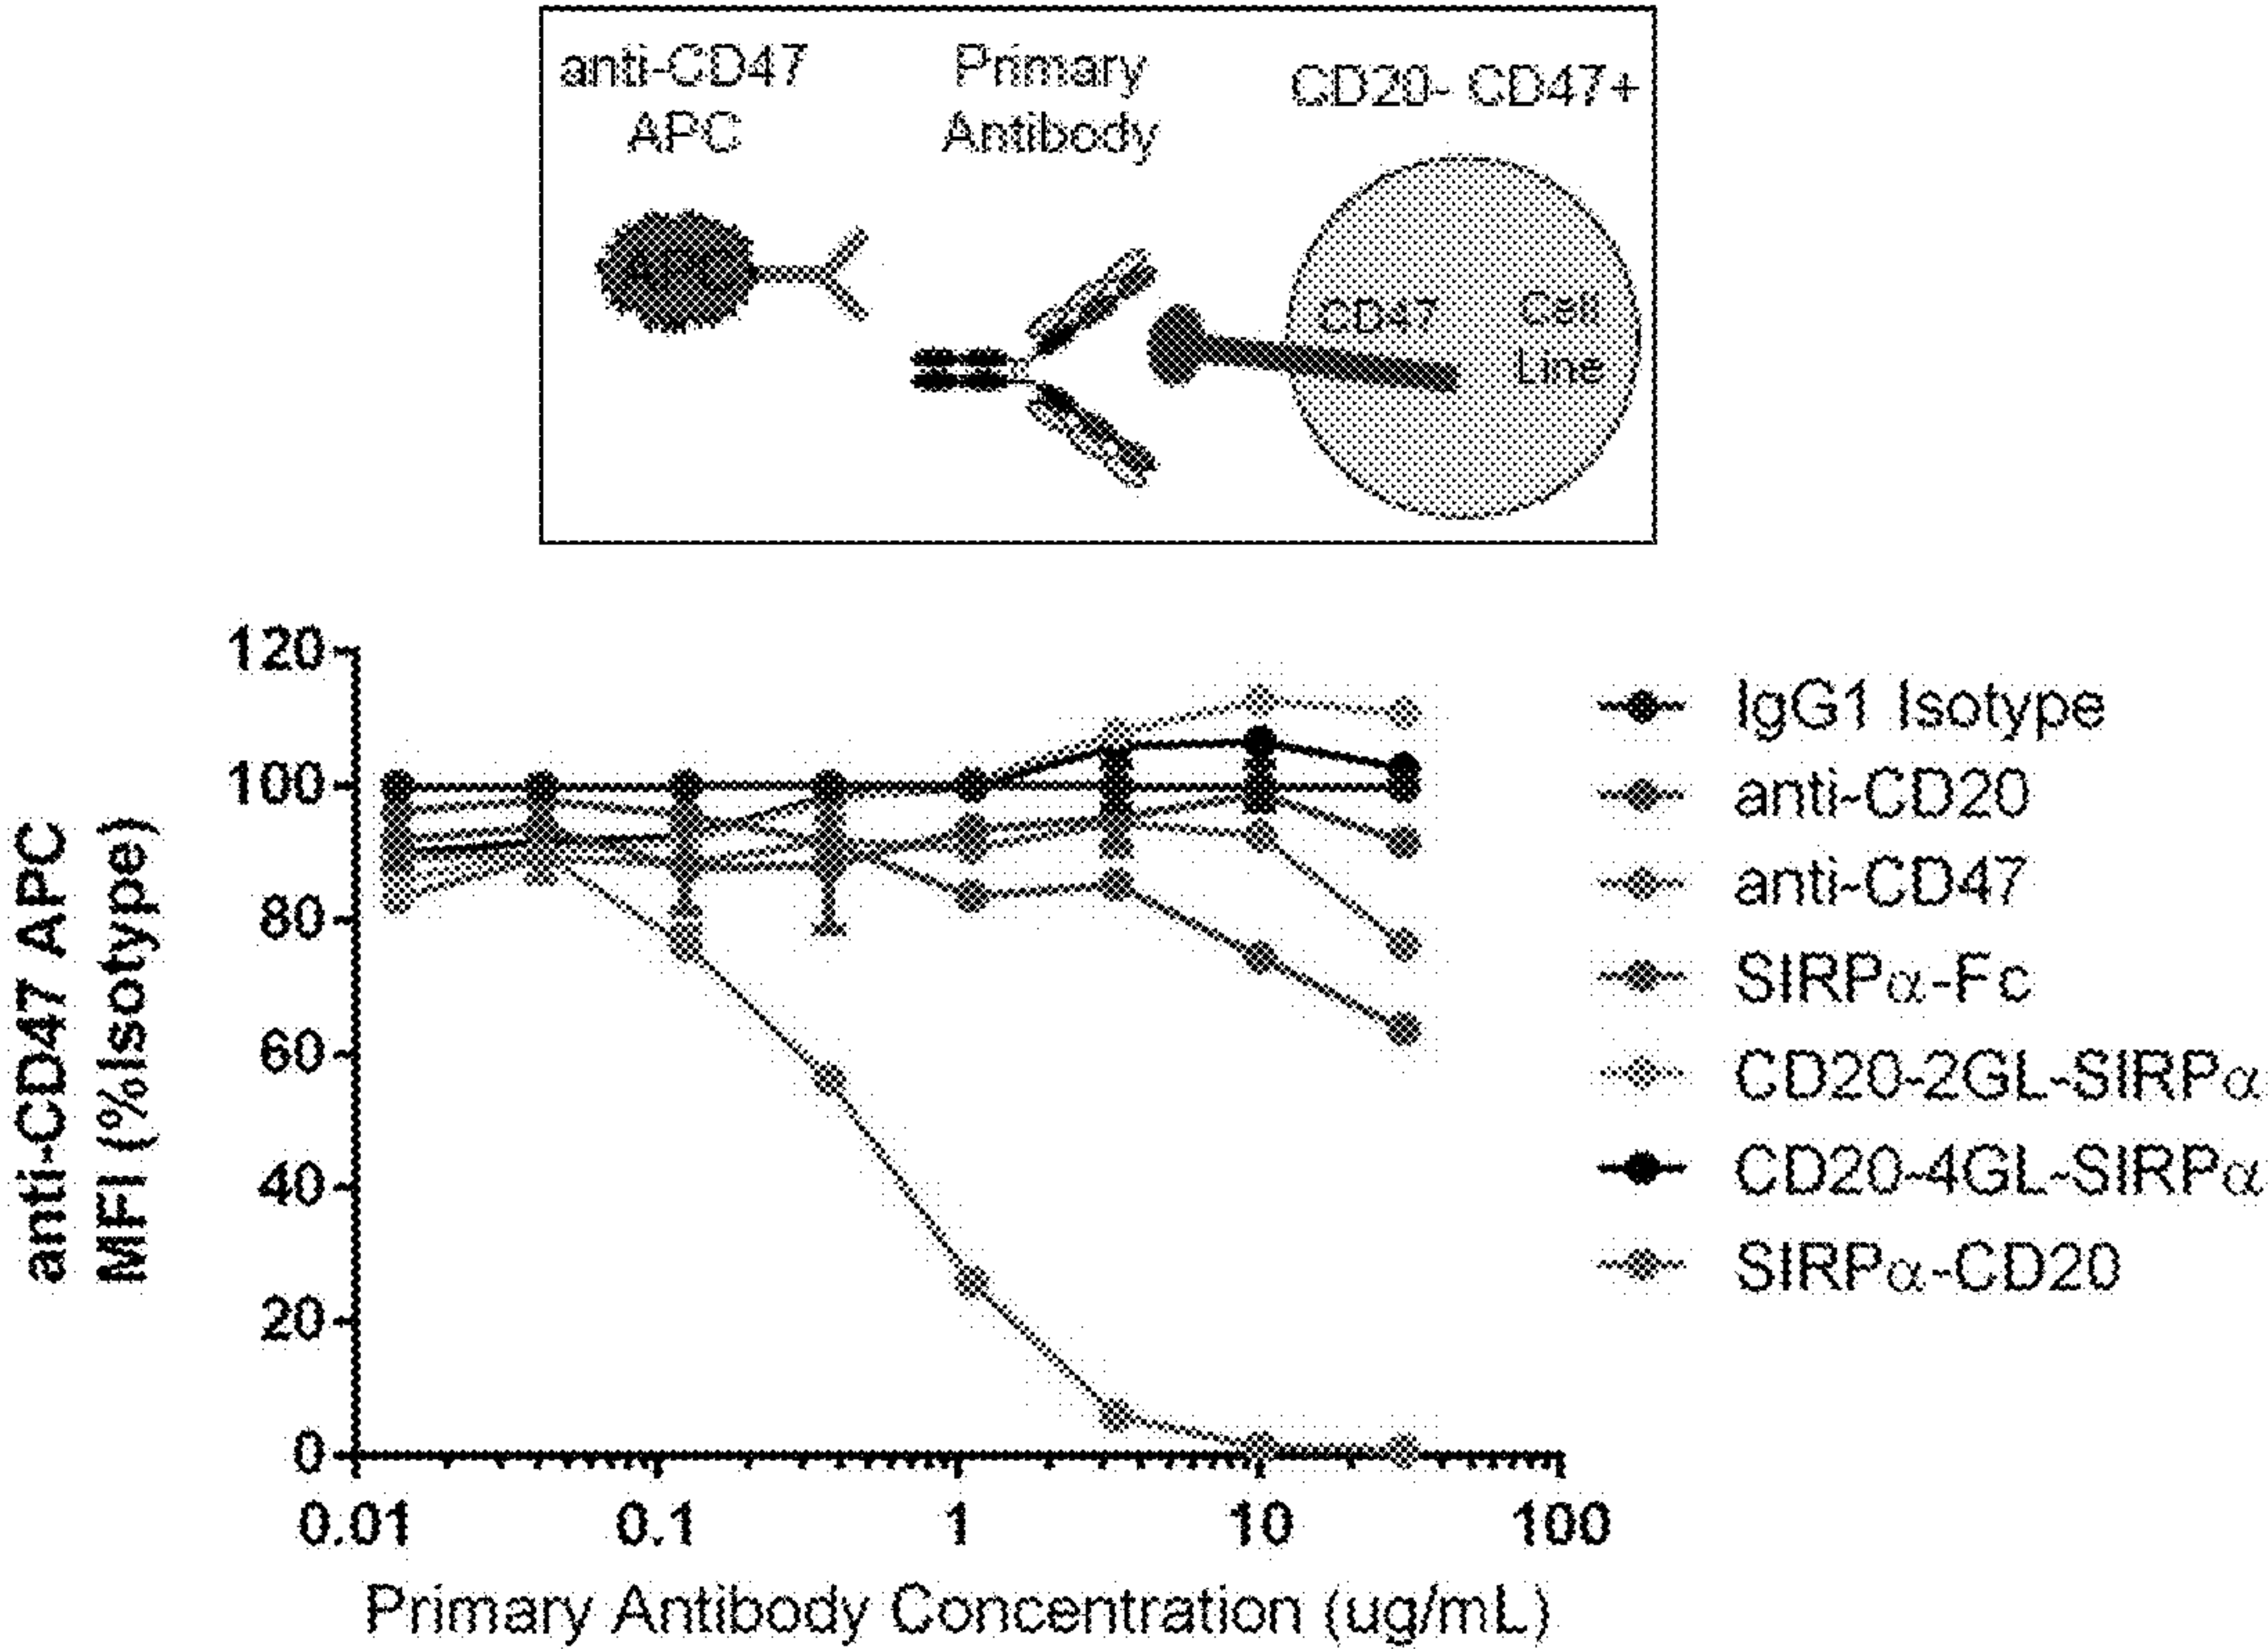 anti-CD47
APC
Primary
Antibody
CD20- CD47+
APC
CD47
Cell
Line
120
100
80
60
40
20
0
anti-CD47 APC
MFI (%Isotype)
0.01
0.1
1
10
100
Primary Antibody Concentration (ug/mL)
IgG1 Isotype
anti-CD20
anti-CD47
SIRPα-Fc
CD20-2GL-SIRPα
CD20-4GL-SIRPα
SIRPα-CD20